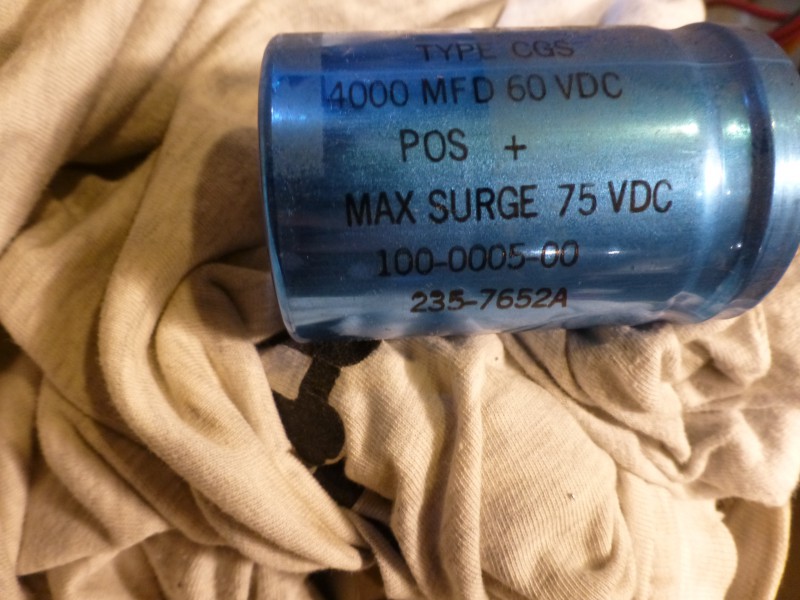 TYPE CGS
4000 MFD 60 VDC
POS +
MAX SURGE 75 VDC
100-0005-00
235-7652A